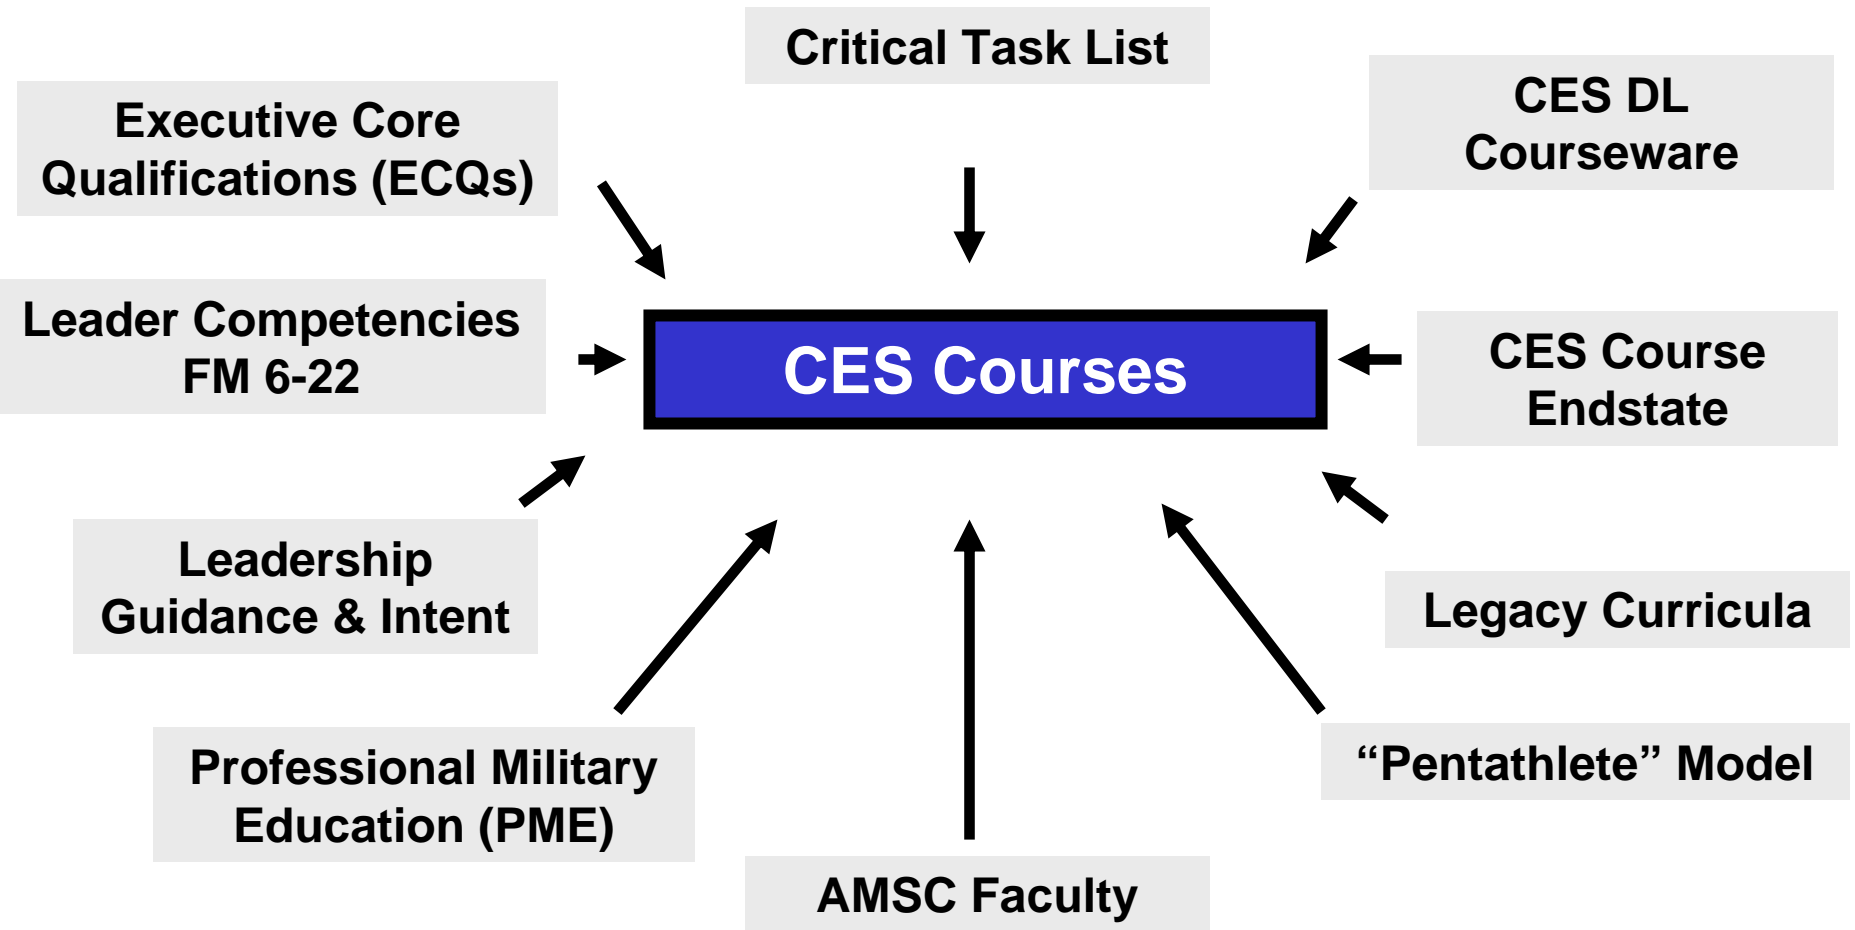 Critical Task List
Executive Core
Qualifications (ECQs)
CES DL
Courseware
Leader Competencies
FM 6-22
CES Courses
CES Course
Endstate
Leadership
Guidance & Intent
Legacy Curricula
Professional Military
Education (PME)
“Pentathlete” Model
AMSC Faculty